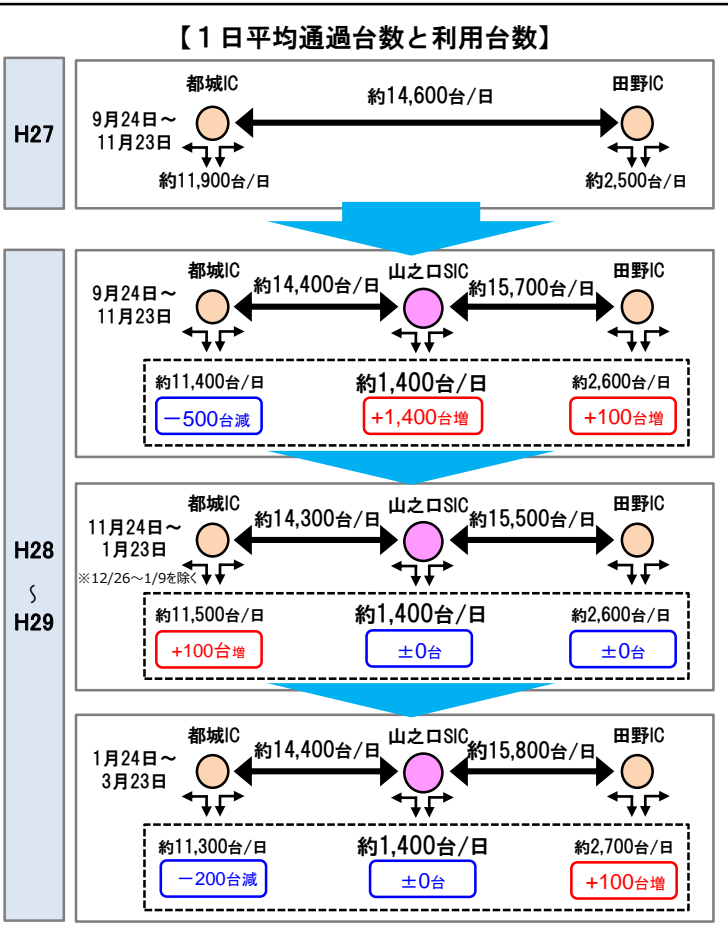 【１日平均通過台数と利用台数】
H27
9月24日～
11月23日
都城IC
約14,600台/日
田野IC
約11,900台/日
約2,500台/日
H28
～
H29
9月24日～
11月23日
都城IC
約14,400台/日
山之口SIC
約15,700台/日
田野IC
約11,400台/日
約1,400台/日
約2,600台/日
－500台減
+1,400台増
+100台増
11月24日～
1月23日
※12/26～1/9を除く
都城IC
約14,300台/日
山之口SIC
約15,500台/日
田野IC
約11,500台/日
約1,400台/日
約2,600台/日
+100台増
±0台
±0台
1月24日～
3月23日
都城IC
約14,400台/日
山之口SIC
約15,800台/日
田野IC
約11,300台/日
約1,400台/日
約2,700台/日
－200台減
±0台
+100台増